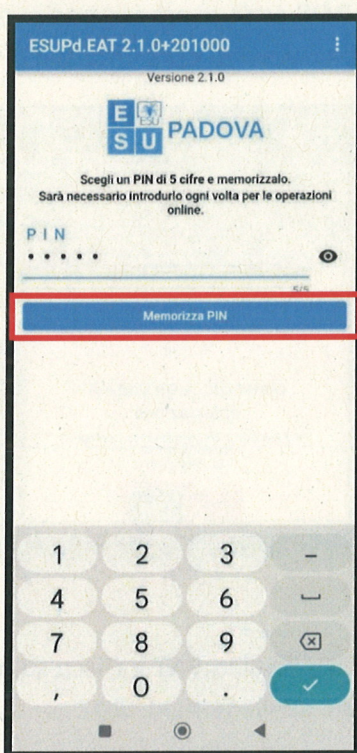 ESUPd.EAT 2.1.0+201000
Versione 2.1.0
E
ESU
S U
PADOVA
Scegli un PIN di 5 cifre e memorizzalo.
Sarà necessario introdurlo ogni volta per le operazioni
online.
PIN
5/5
Memorizza PIN
1 2 3 -
4 5 6
7 8 9
, 0 .